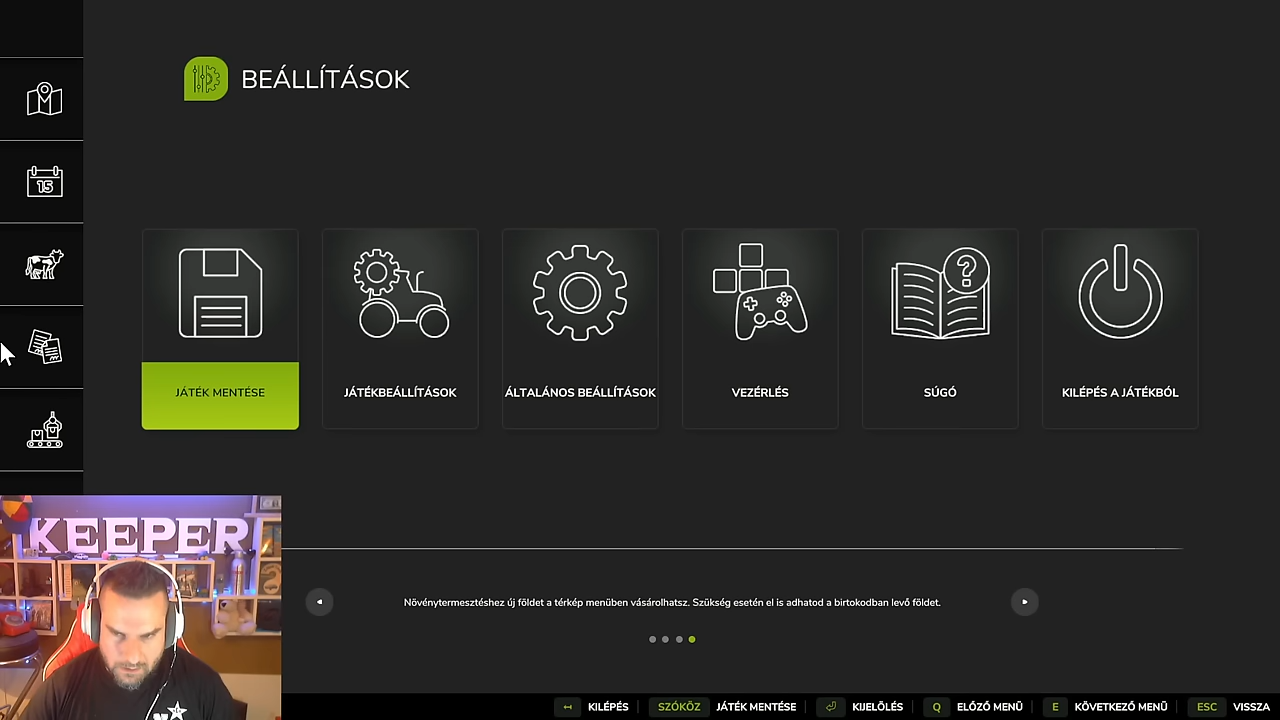 BEÁLLÍTÁSOK
15
JÁTÉK MENTÉSE
JÁTÉKBEÁLLÍTÁSOK
ÁLTALÁNOS BEÁLLÍTÁSOK
VEZÉRLÉS
?
SÚGÓ
KILÉPÉS A JÁTÉKBÓL
KEEPER
Növénytermesztéshez új földet a térkép menüben vásárolhatsz. Szükség esetén el is adhatod a birtokodban levő földet.
KILÉPÉS
SZÓKÖZ JÁTÉK MENTÉSE
KIJELÖLÉS
Q ELŐZŐ MENÜ
E KÖVETKEZŐ MENÜ
ESC VISSZA